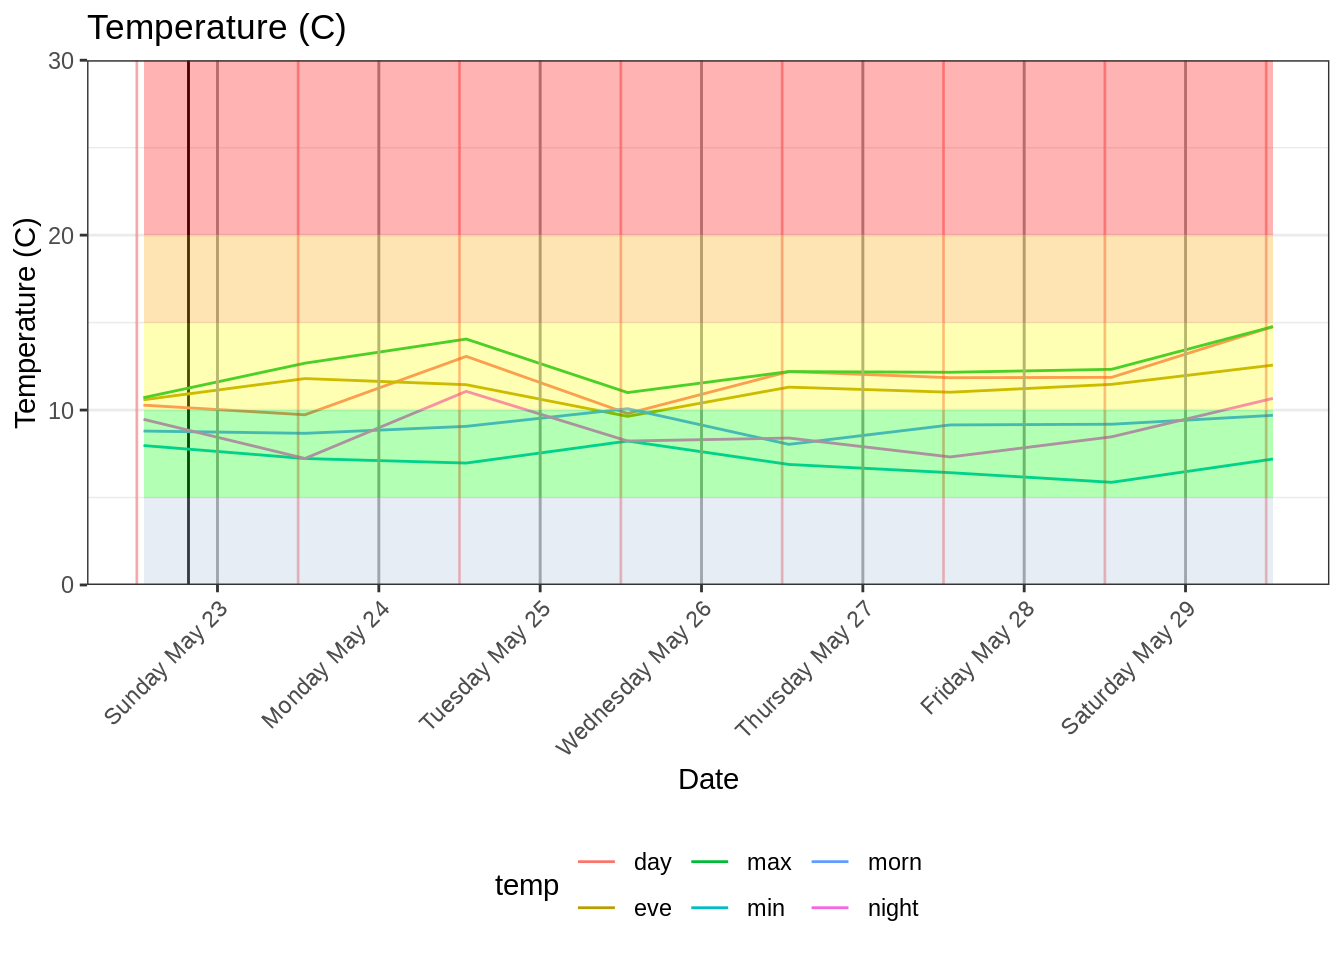 Temperature (C)
Temperature (C)
30
20
10
0
Sunday May 23
Monday May 24
Tuesday May 25
Wednesday May 26
Thursday May 27
Friday May 28
Saturday May 29
Date
temp
day
max
morn
eve
min
night